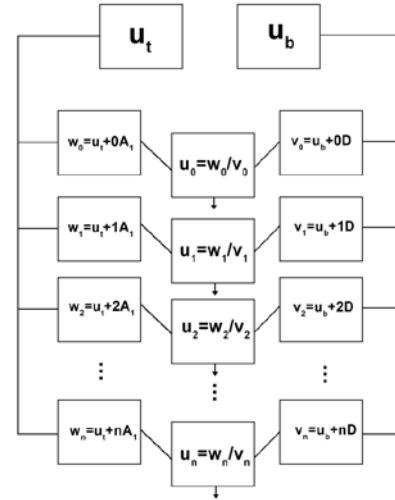 u_t
u_b
w_0=u_t+0A_1
u_0=w_0/v_0
v_0=u_b+0D
w_1=u_t+1A_1
u_1=w_1/v_1
v_1=u_b+1D
w_2=u_t+2A_1
u_2=w_2/v_2
v_2=u_b+2D
⋮
⋮
⋮
w_n=u_t+nA_1
u_n=w_n/v_n
v_n=u_b+nD